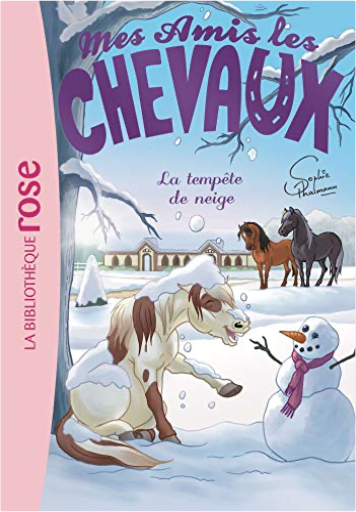 Mes Amis les
CHEVAUX
La tempête
de neige
Sophie
Thalmann
LA BIBLIOTHÈQUE rose